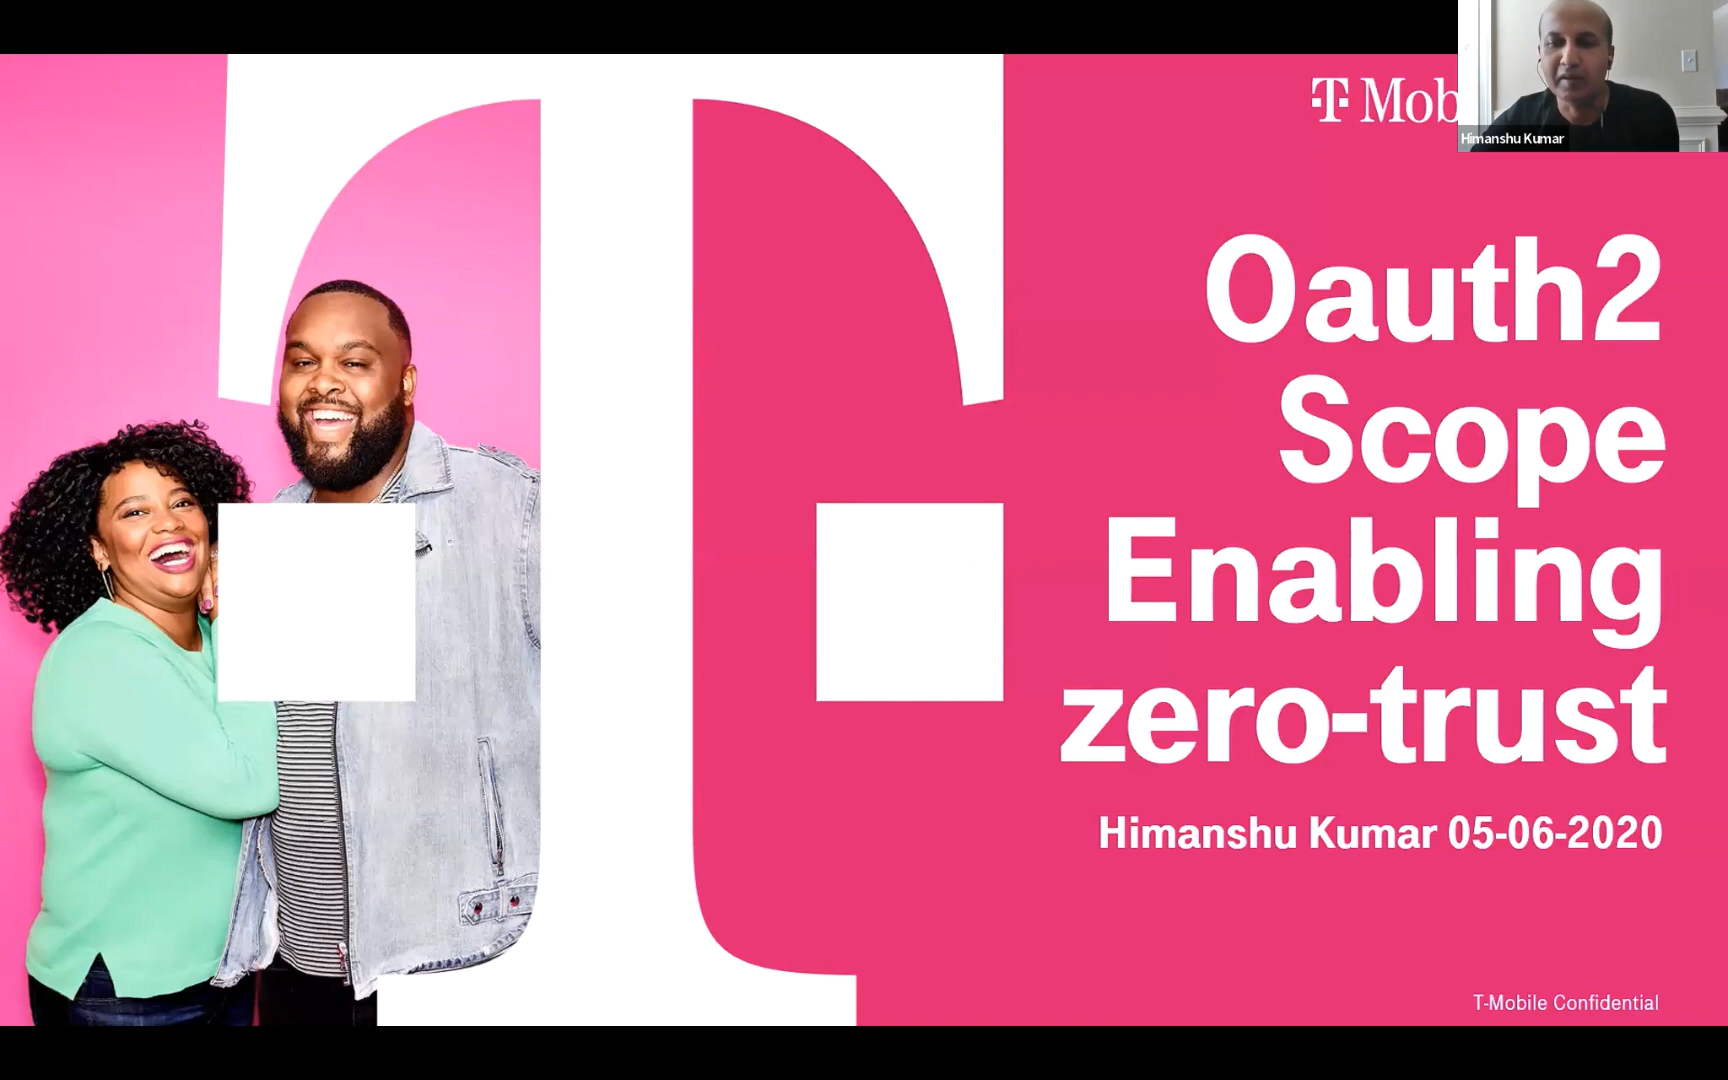 T Mob
Himanshu Kumar
Oauth2
Scope
Enabling
zero-trust
Himanshu Kumar 05-06-2020
T-Mobile Confidential